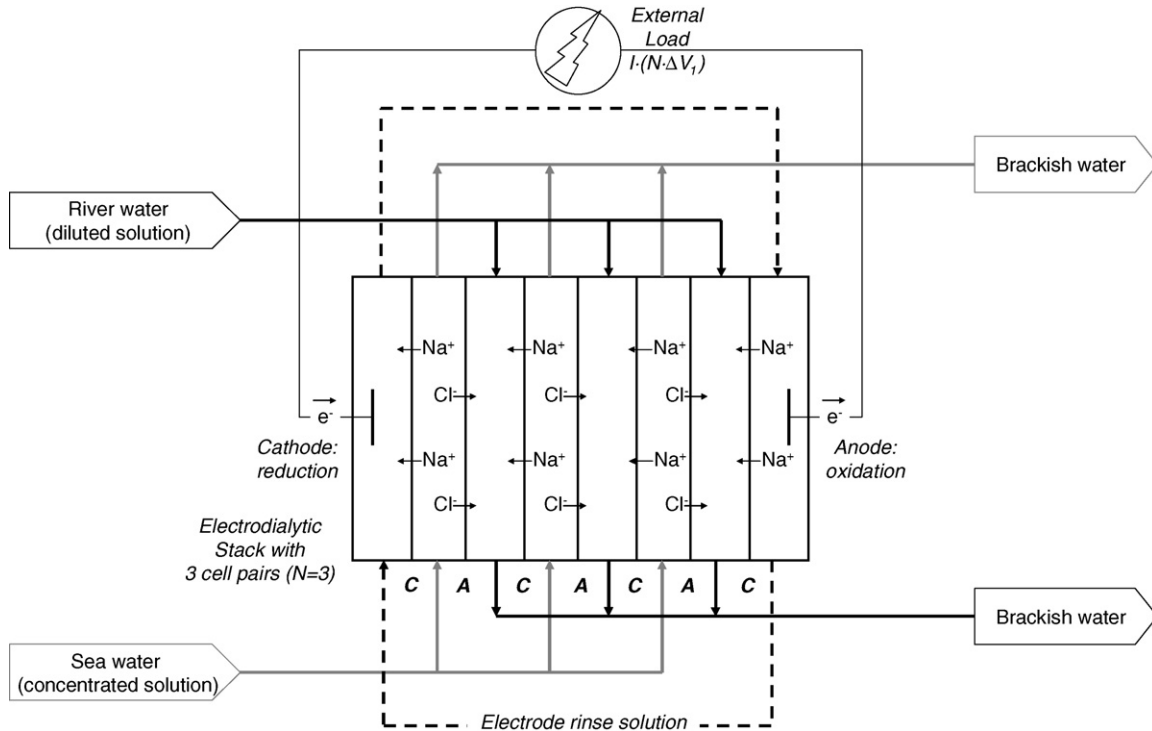 External
Load
I·(N·ΔV₁)
Brackish water
River water
(diluted solution)
Na⁺ Na⁺ Na⁺ Na⁺
Cl⁻ Cl⁻ Cl⁻
e⁻ e⁻
Cathode:
reduction
Anode:
oxidation
Na⁺ Na⁺ Na⁺ Na⁺
Cl⁻ Cl⁻ Cl⁻
Electrodialytic
Stack with
3 cell pairs (N=3)
C A C A C A C
Brackish water
Sea water
(concentrated solution)
Electrode rinse solution